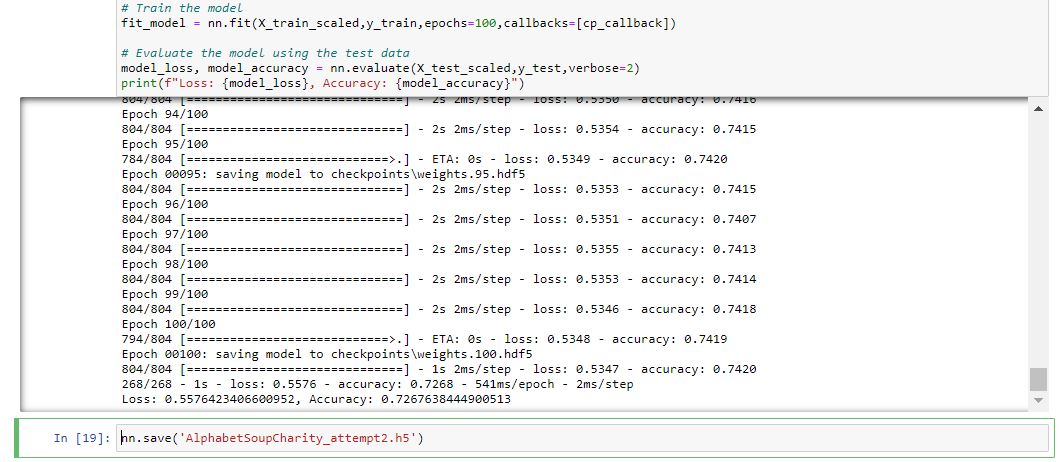 # Train the model
fit_model = nn.fit(X_train_scaled,y_train,epochs=100,callbacks=[cp_callback])
# Evaluate the model using the test data
model_loss, model_accuracy = nn.evaluate(X_test_scaled,y_test,verbose=2)
print(f"Loss: {model_loss}, Accuracy: {model_accuracy}")
804/804 [==============================] - 2s 2ms/step - loss: 0.5350 - accuracy: 0.7416
Epoch 94/100
804/804 [==============================] - 2s 2ms/step - loss: 0.5354 - accuracy: 0.7415
Epoch 95/100
784/804 [============================>.] - ETA: 0s - loss: 0.5349 - accuracy: 0.7420
Epoch 00095: saving model to checkpoints\weights.95.hdf5
804/804 [==============================] - 2s 2ms/step - loss: 0.5353 - accuracy: 0.7415
Epoch 96/100
804/804 [==============================] - 2s 2ms/step - loss: 0.5351 - accuracy: 0.7407
Epoch 97/100
804/804 [==============================] - 2s 2ms/step - loss: 0.5355 - accuracy: 0.7413
Epoch 98/100
804/804 [==============================] - 2s 2ms/step - loss: 0.5353 - accuracy: 0.7414
Epoch 99/100
804/804 [==============================] - 2s 2ms/step - loss: 0.5346 - accuracy: 0.7418
Epoch 100/100
794/804 [============================>.] - ETA: 0s - loss: 0.5348 - accuracy: 0.7419
Epoch 00100: saving model to checkpoints\weights.100.hdf5
804/804 [==============================] - 1s 2ms/step - loss: 0.5347 - accuracy: 0.7420
268/268 - 1s - loss: 0.5576 - accuracy: 0.7268 - 541ms/epoch - 2ms/step
Loss: 0.5576423406600952, Accuracy: 0.7267638444900513
In [19]: nn.save('AlphabetSoupCharity_attempt2.h5')